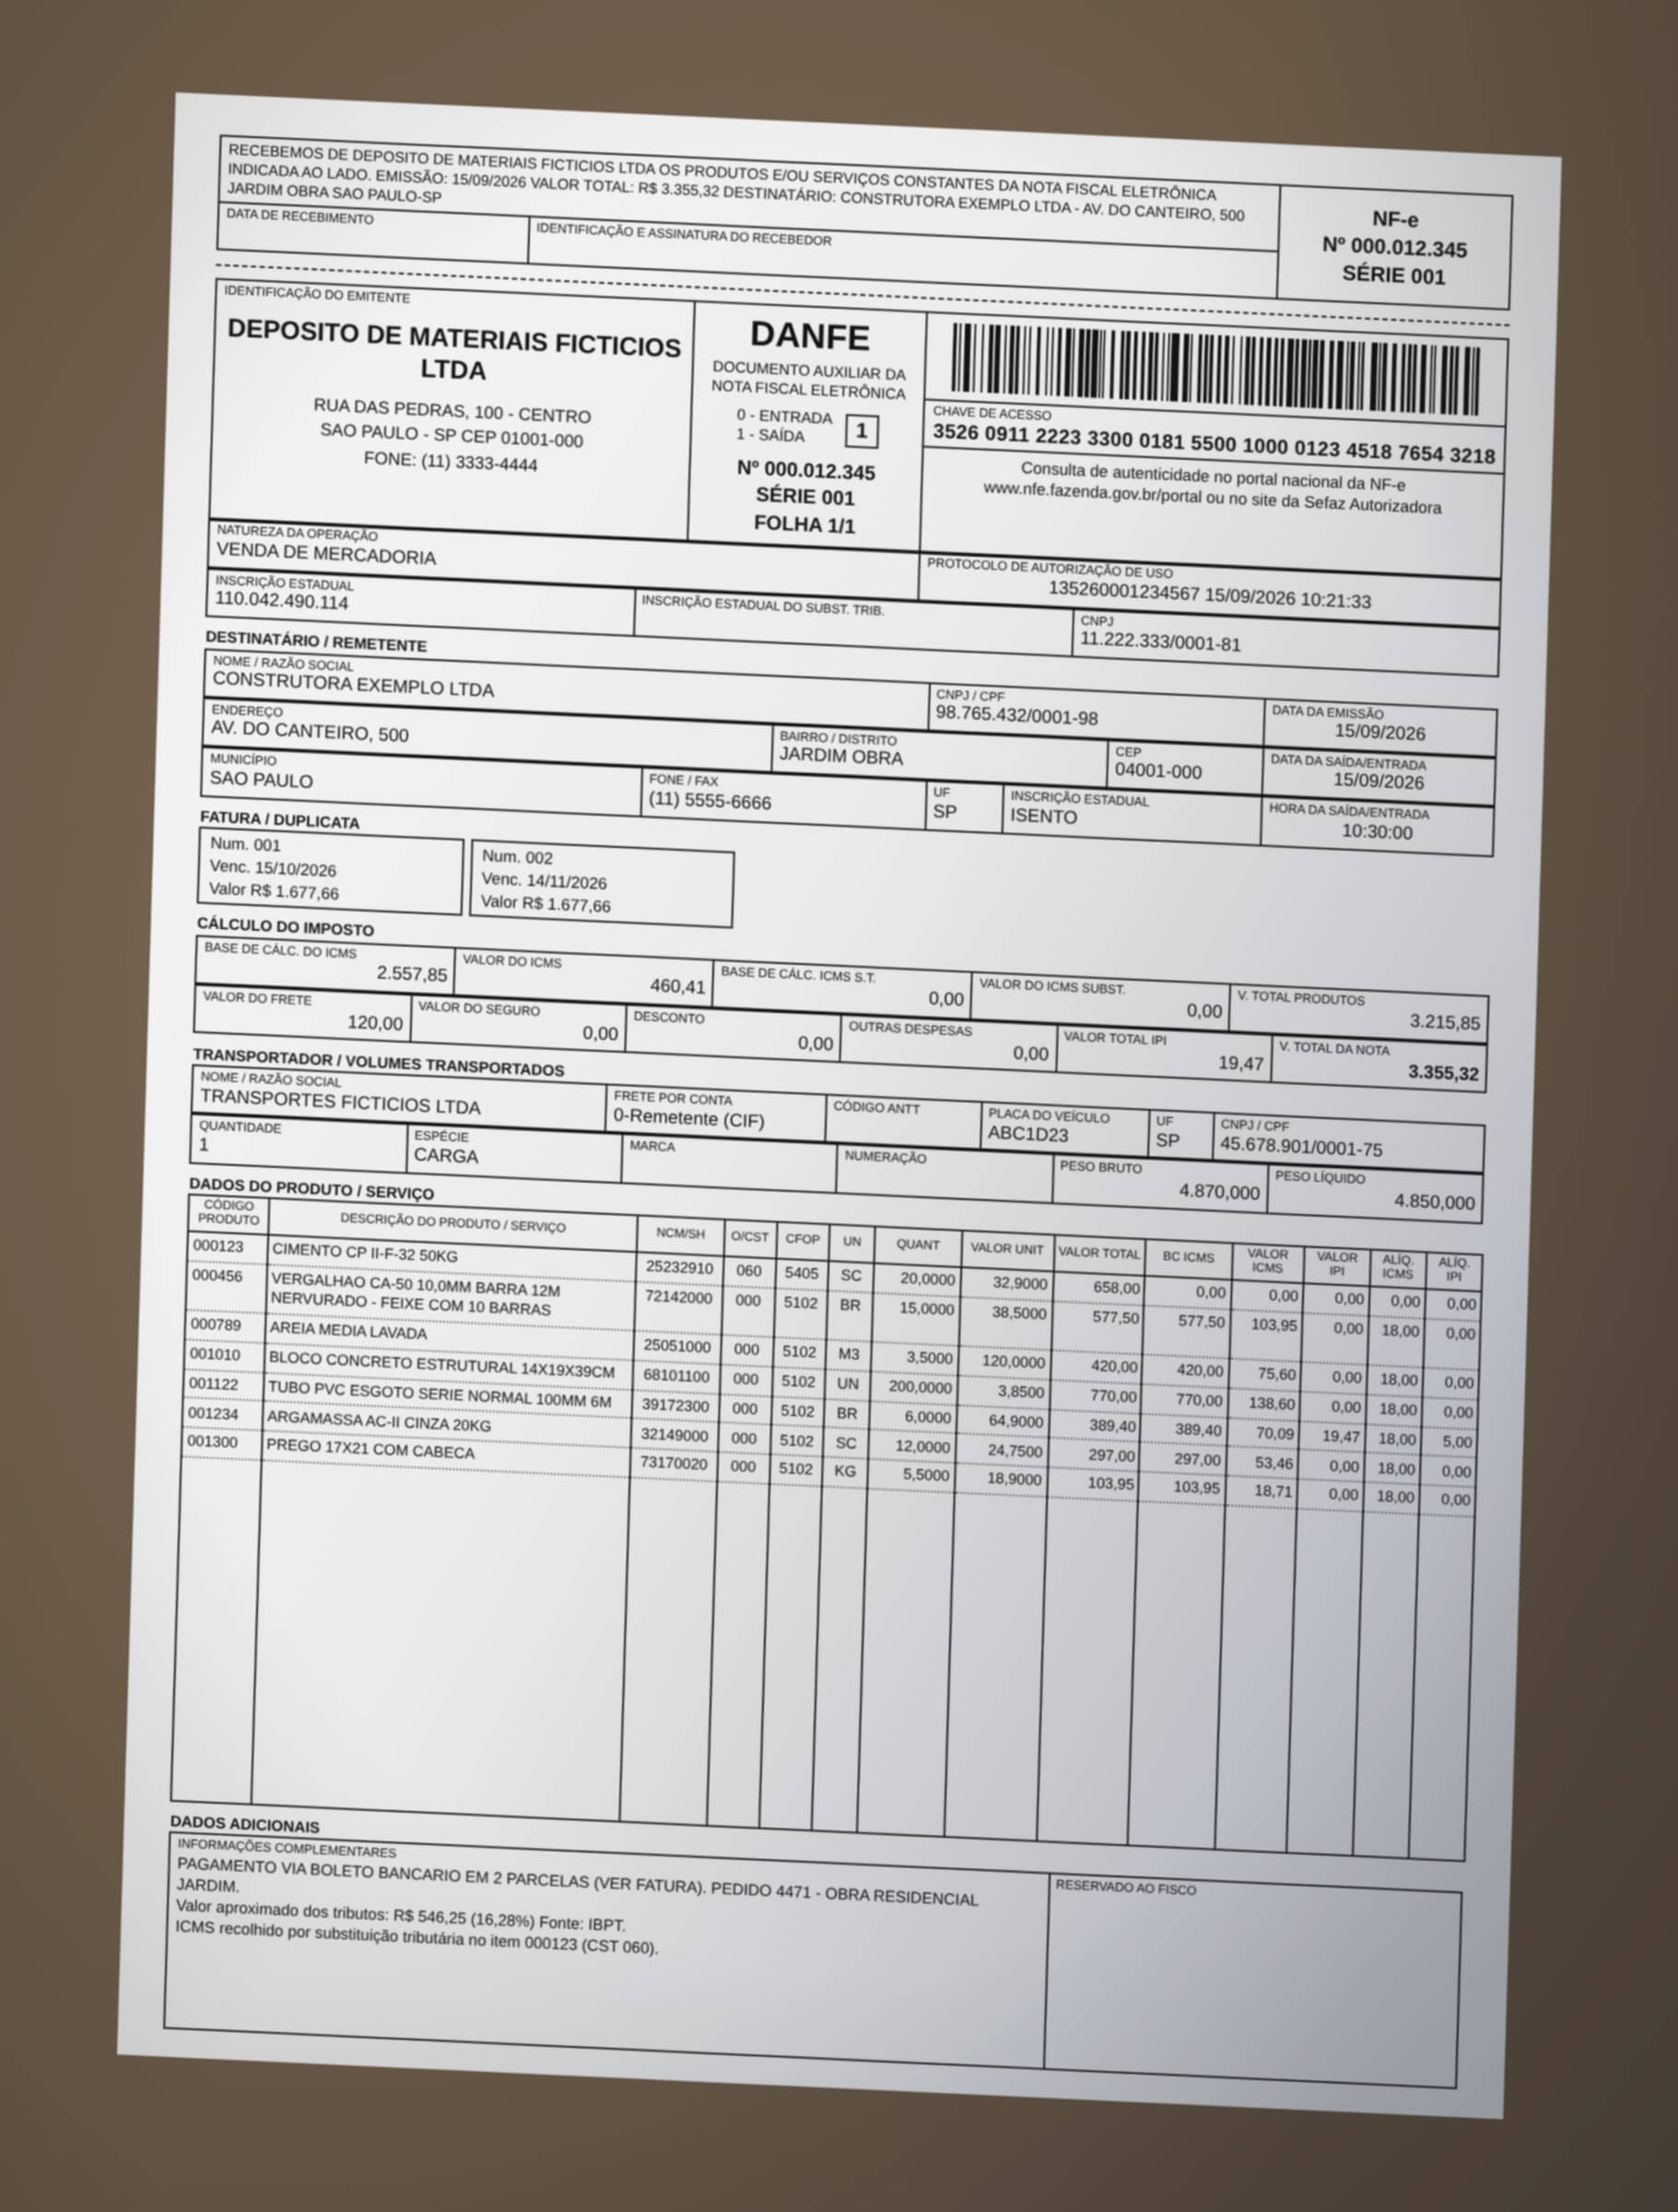 RECEBEMOS DE DEPOSITO DE MATERIAIS FICTICIOS LTDA OS PRODUTOS E/OU SERVIÇOS CONSTANTES DA NOTA FISCAL ELETRÔNICA
INDICADA AO LADO. EMISSÃO: 15/09/2026 VALOR TOTAL: R$ 3.355,32 DESTINATÁRIO: CONSTRUTORA EXEMPLO LTDA - AV. DO CANTEIRO, 500
JARDIM OBRA SAO PAULO-SP
DATA DE RECEBIMENTO
IDENTIFICAÇÃO E ASSINATURA DO RECEBEDOR
NF-e
Nº 000.012.345
SÉRIE 001
IDENTIFICAÇÃO DO EMITENTE
DEPOSITO DE MATERIAIS FICTICIOS
LTDA
RUA DAS PEDRAS, 100 - CENTRO
SAO PAULO - SP CEP 01001-000
FONE: (11) 3333-4444
DANFE
DOCUMENTO AUXILIAR DA
NOTA FISCAL ELETRÔNICA
0 - ENTRADA
1 - SAÍDA
1
Nº 000.012.345
SÉRIE 001
FOLHA 1/1
CHAVE DE ACESSO
3526 0911 2223 3300 0181 5500 1000 0123 4518 7654 3218
Consulta de autenticidade no portal nacional da NF-e
www.nfe.fazenda.gov.br/portal ou no site da Sefaz Autorizadora
NATUREZA DA OPERAÇÃO
VENDA DE MERCADORIA
PROTOCOLO DE AUTORIZAÇÃO DE USO
135260001234567 15/09/2026 10:21:33
INSCRIÇÃO ESTADUAL
110.042.490.114
INSCRIÇÃO ESTADUAL DO SUBST. TRIB.
CNPJ
11.222.333/0001-81
DESTINATÁRIO / REMETENTE
NOME / RAZÃO SOCIAL
CONSTRUTORA EXEMPLO LTDA
CNPJ / CPF
98.765.432/0001-98
DATA DA EMISSÃO
15/09/2026
ENDEREÇO
AV. DO CANTEIRO, 500
BAIRRO / DISTRITO
JARDIM OBRA
CEP
04001-000
DATA DA SAÍDA/ENTRADA
15/09/2026
MUNICÍPIO
SAO PAULO
FONE / FAX
(11) 5555-6666
UF
SP
INSCRIÇÃO ESTADUAL
ISENTO
HORA DA SAÍDA/ENTRADA
10:30:00
FATURA / DUPLICATA
Num. 001
Venc. 15/10/2026
Valor R$ 1.677,66
Num. 002
Venc. 14/11/2026
Valor R$ 1.677,66
CÁLCULO DO IMPOSTO
BASE DE CÁLC. DO ICMS
2.557,85
VALOR DO ICMS
460,41
BASE DE CÁLC. ICMS S.T.
0,00
VALOR DO ICMS SUBST.
0,00
V. TOTAL PRODUTOS
3.215,85
VALOR DO FRETE
120,00
VALOR DO SEGURO
0,00
DESCONTO
0,00
OUTRAS DESPESAS
0,00
VALOR TOTAL IPI
19,47
V. TOTAL DA NOTA
3.355,32
TRANSPORTADOR / VOLUMES TRANSPORTADOS
NOME / RAZÃO SOCIAL
TRANSPORTES FICTICIOS LTDA
FRETE POR CONTA
0-Remetente (CIF)
CÓDIGO ANTT
PLACA DO VEÍCULO
ABC1D23
UF
SP
CNPJ / CPF
45.678.901/0001-75
QUANTIDADE
1
ESPÉCIE
CARGA
MARCA
NUMERAÇÃO
PESO BRUTO
4.870,000
PESO LÍQUIDO
4.850,000
DADOS DO PRODUTO / SERVIÇO
CÓDIGO PRODUTO DESCRIÇÃO DO PRODUTO / SERVIÇO NCM/SH O/CST CFOP UN QUANT VALOR UNIT VALOR TOTAL BC ICMS VALOR ICMS VALOR IPI ALÍQ. ICMS ALÍQ. IPI
000123 CIMENTO CP II-F-32 50KG 25232910 060 5405 SC 20,0000 32,9000 658,00 0,00 0,00 0,00 0,00 0,00
000456 VERGALHAO CA-50 10,0MM BARRA 12M 72142000 000 5102 BR 15,0000 38,5000 577,50 577,50 103,95 0,00 18,00 0,00
NERVURADO - FEIXE COM 10 BARRAS
000789 AREIA MEDIA LAVADA 25051000 000 5102 M3 3,5000 120,0000 420,00 420,00 75,60 0,00 18,00 0,00
001010 BLOCO CONCRETO ESTRUTURAL 14X19X39CM 68101100 000 5102 UN 200,0000 3,8500 770,00 770,00 138,60 0,00 18,00 0,00
001122 TUBO PVC ESGOTO SERIE NORMAL 100MM 6M 39172300 000 5102 BR 6,0000 64,9000 389,40 389,40 70,09 19,47 18,00 5,00
001234 ARGAMASSA AC-II CINZA 20KG 32149000 000 5102 SC 12,0000 24,7500 297,00 297,00 53,46 0,00 18,00 0,00
001300 PREGO 17X21 COM CABECA 73170020 000 5102 KG 5,5000 18,9000 103,95 103,95 18,71 0,00 18,00 0,00
DADOS ADICIONAIS
INFORMAÇÕES COMPLEMENTARES
PAGAMENTO VIA BOLETO BANCARIO EM 2 PARCELAS (VER FATURA). PEDIDO 4471 - OBRA RESIDENCIAL
JARDIM.
Valor aproximado dos tributos: R$ 546,25 (16,28%) Fonte: IBPT.
ICMS recolhido por substituição tributária no item 000123 (CST 060).
RESERVADO AO FISCO